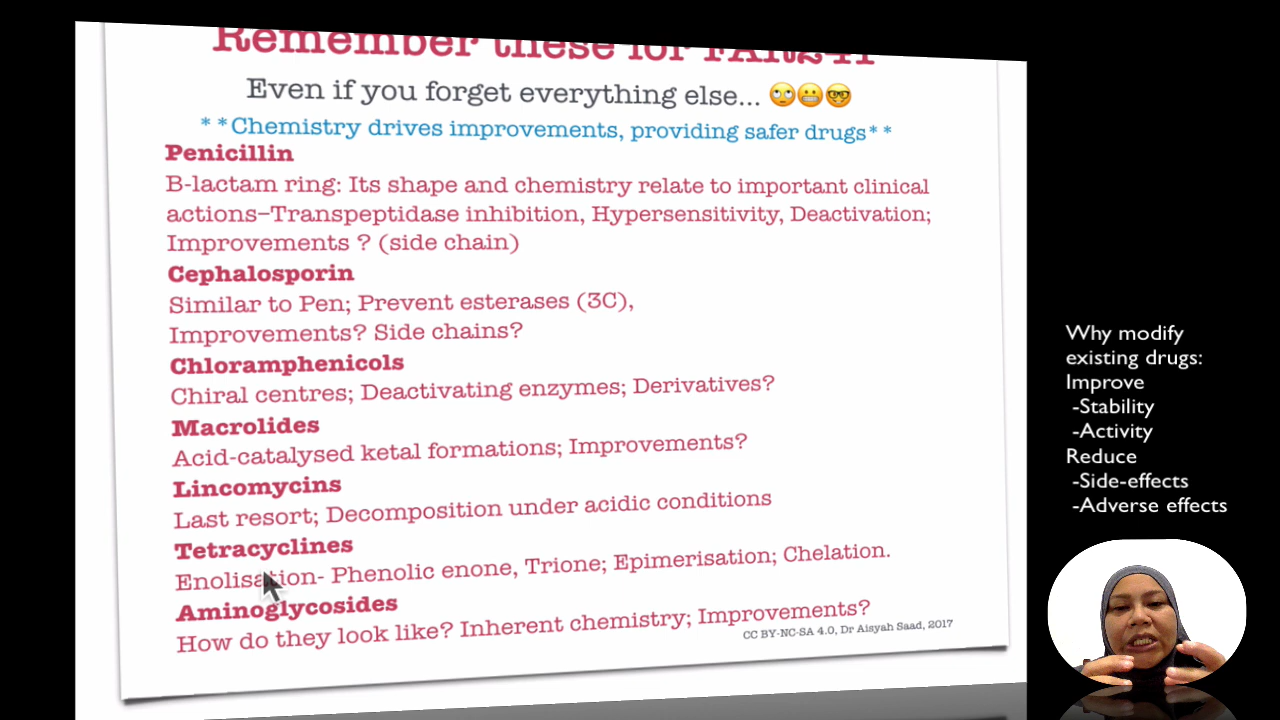 Remember these for FAR241
Even if you forget everything else... 🙄😬🤓
**Chemistry drives improvements, providing safer drugs**
Penicillin
B-lactam ring: Its shape and chemistry relate to important clinical
actions–Transpeptidase inhibition, Hypersensitivity, Deactivation;
Improvements ? (side chain)
Cephalosporin
Similar to Pen; Prevent esterases (3C),
Improvements? Side chains?
Chloramphenicols
Chiral centres; Deactivating enzymes; Derivatives?
Macrolides
Acid-catalysed ketal formations; Improvements?
Lincomycins
Last resort; Decomposition under acidic conditions
Tetracyclines
Enolisation- Phenolic enone, Trione; Epimerisation; Chelation.
Aminoglycosides
How do they look like? Inherent chemistry; Improvements?
CC BY-NC-SA 4.0, Dr Aisyah Saad, 2017
Why modify
existing drugs:
Improve
-Stability
-Activity
Reduce
-Side-effects
-Adverse effects